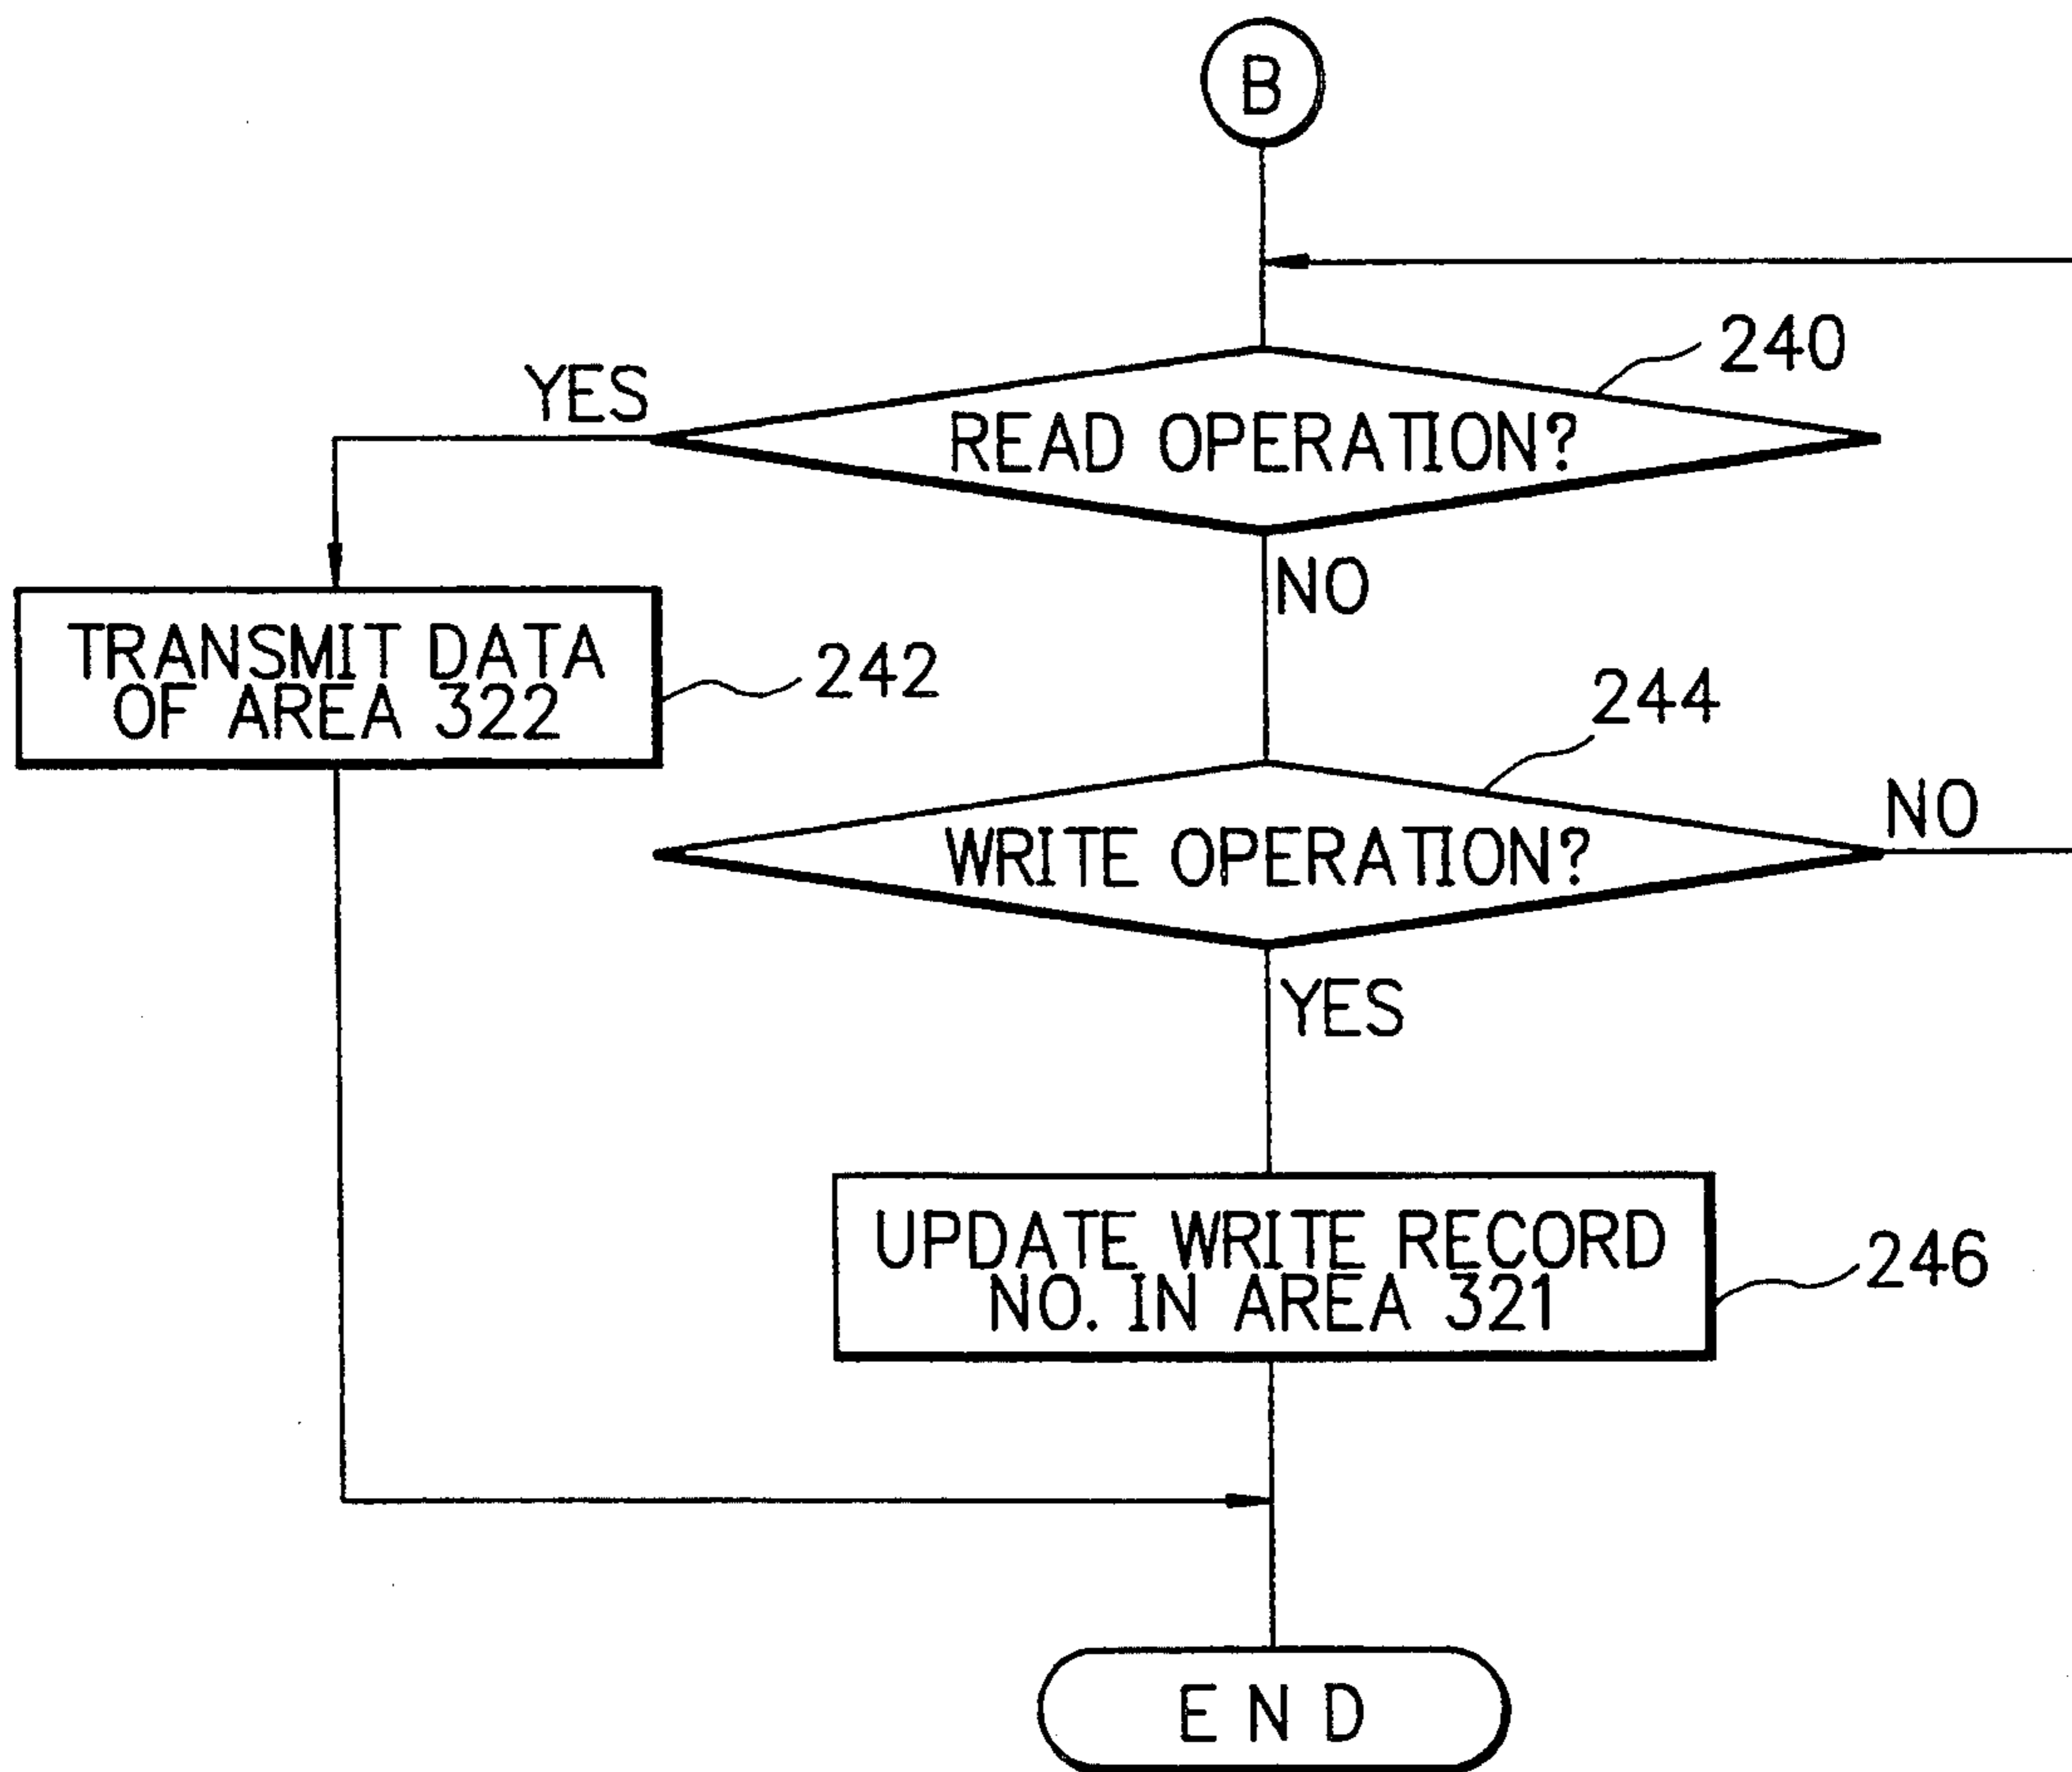 B
240
YES
READ OPERATION?
NO
TRANSMIT DATA
OF AREA 322
242
244
NO
WRITE OPERATION?
YES
UPDATE WRITE RECORD
NO. IN AREA 321
246
END